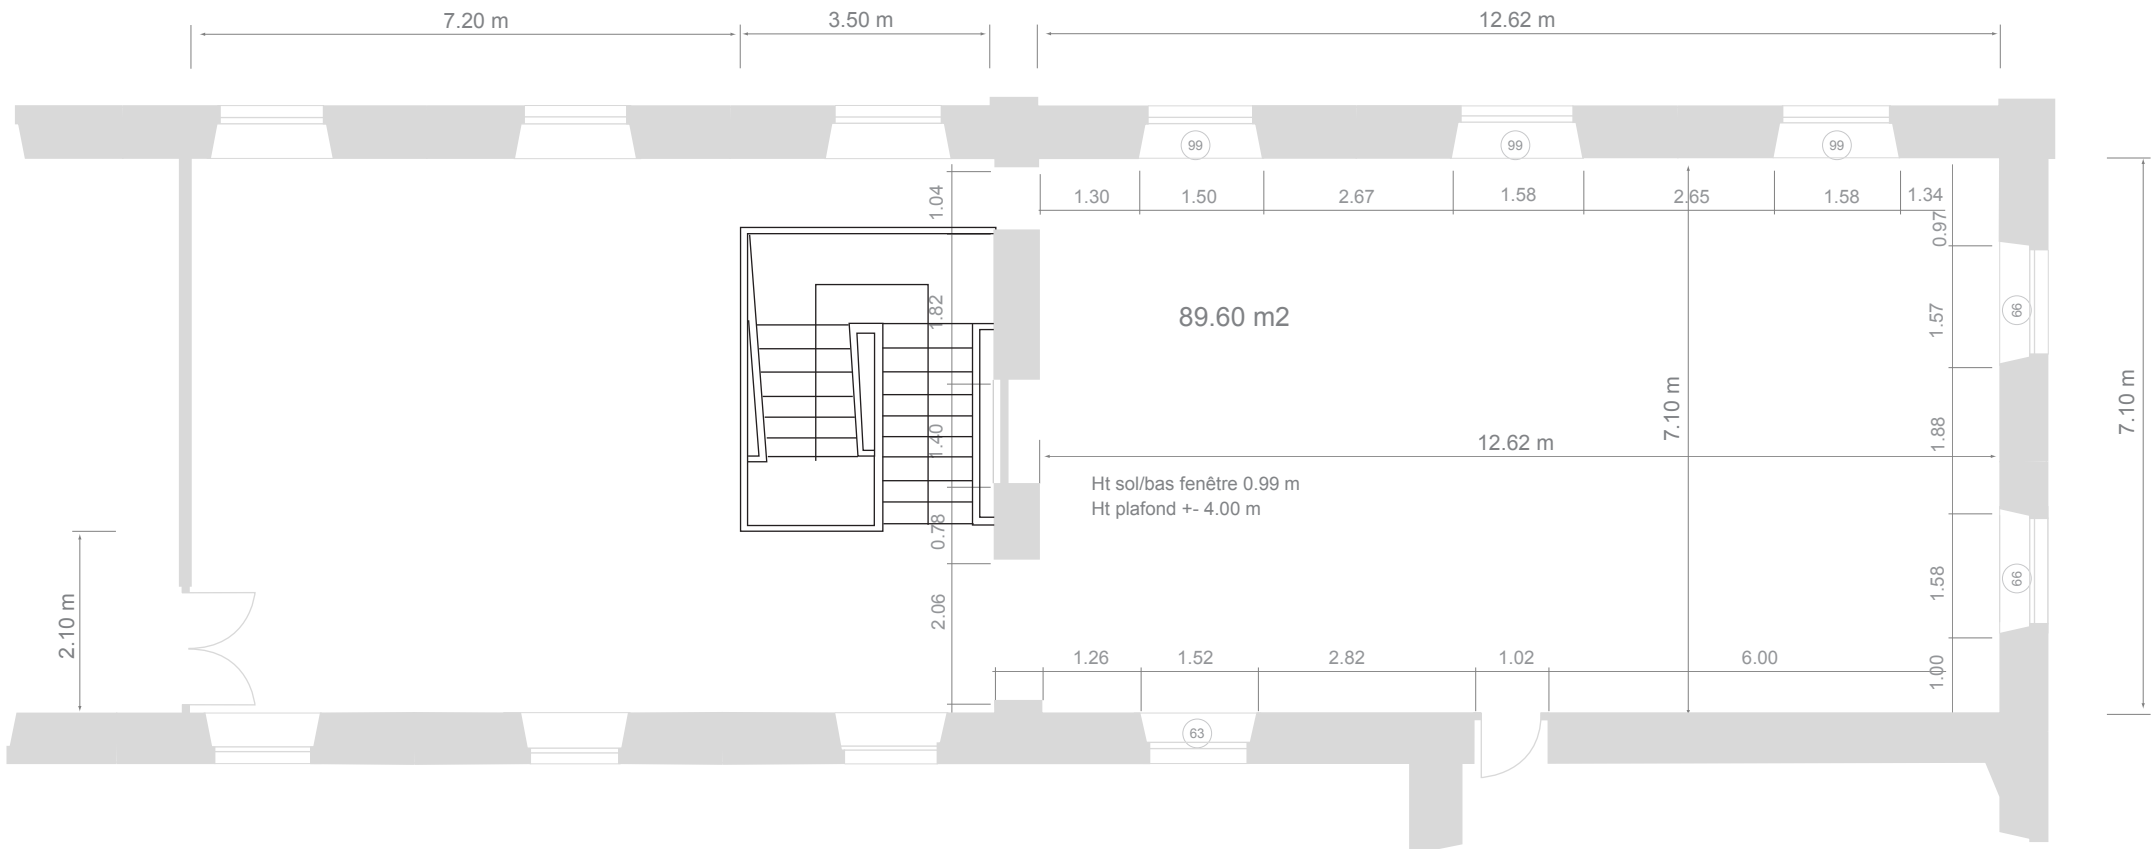 7.20 m
3.50 m
12.62 m
99
99
99
1.04
1.30
1.50
2.67
1.58
2.65
1.58
1.34
0.97
1.82
89.60 m2
66
1.57
7.10 m
7.10 m
1.40
12.62 m
1.88
Ht sol/bas fenêtre 0.99 m
Ht plafond +- 4.00 m
0.78
66
1.58
2.10 m
2.06
1.26
1.52
2.82
1.02
6.00
1.00
63